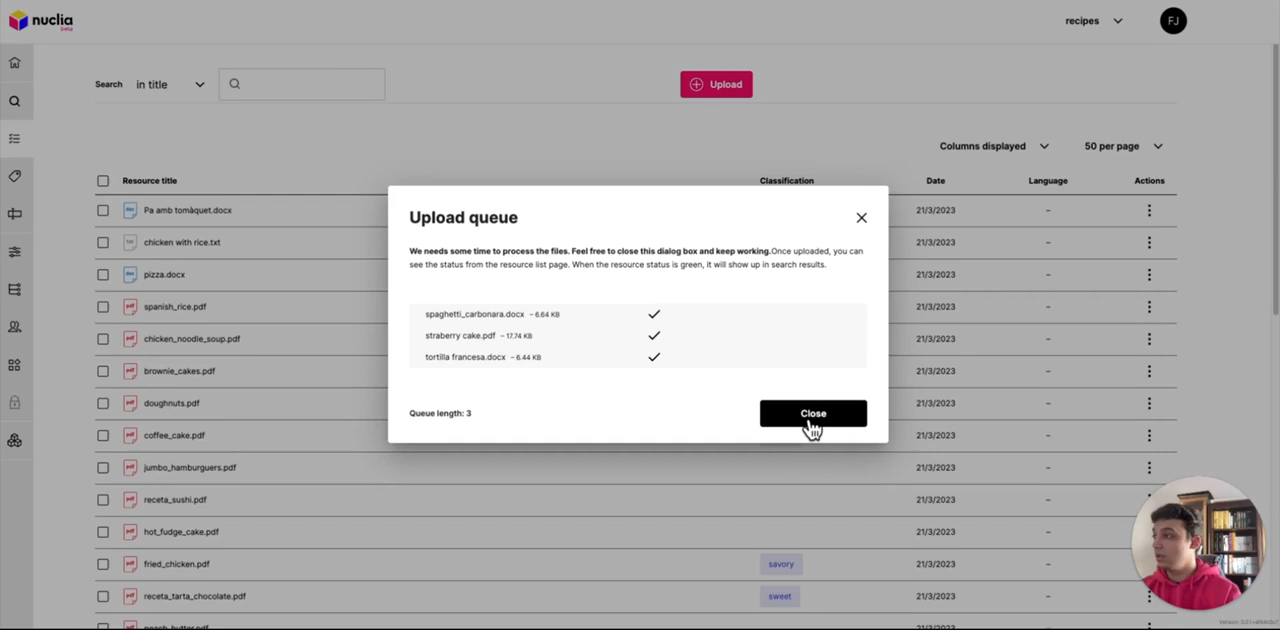 nuclia
beta
recipes
FJ
Search
in title
Upload
Columns displayed
50 per page
Resource title
Classification
Date
Language
Actions
Pa amb tomàquet.docx
21/3/2023
–
chicken with rice.txt
21/3/2023
–
pizza.docx
21/3/2023
–
spanish_rice.pdf
21/3/2023
–
chicken_noodle_soup.pdf
21/3/2023
–
brownie_cakes.pdf
21/3/2023
–
doughnuts.pdf
21/3/2023
–
coffee_cake.pdf
21/3/2023
–
jumbo_hamburguers.pdf
21/3/2023
–
receta_sushi.pdf
21/3/2023
–
hot_fudge_cake.pdf
21/3/2023
–
fried_chicken.pdf
savory
21/3/2023
–
receta_tarta_chocolate.pdf
sweet
21/3/2023
–
peach_butter.pdf
Upload queue
We needs some time to process the files. Feel free to close this dialog box and keep working.Once uploaded, you can
see the status from the resource list page. When the resource status is green, it will show up in search results.
spaghetti_carbonara.docx – 6.64 KB
straberry cake.pdf – 17.74 KB
tortilla francesa.docx – 6.44 KB
Queue length: 3
Close